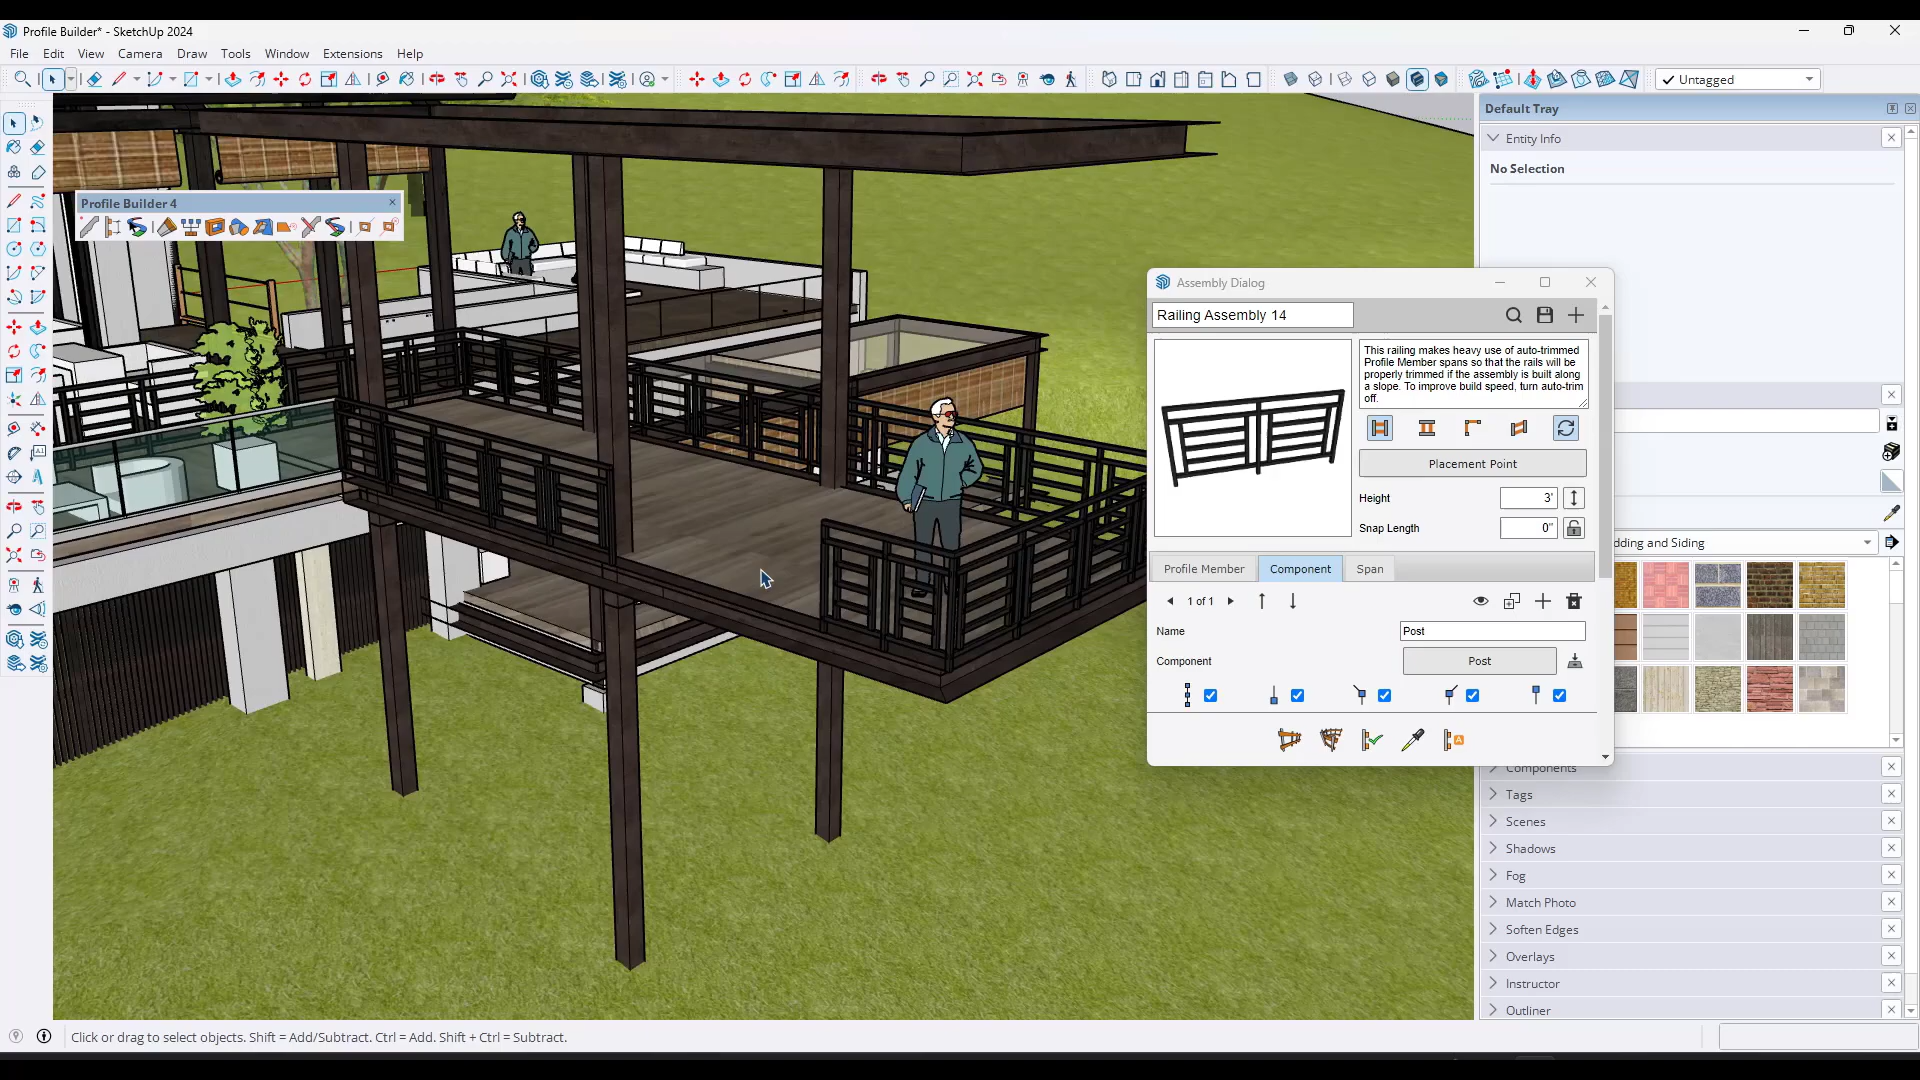 Profile Builder* - SketchUp 2024
File Edit View Camera Draw Tools Window Extensions Help
Untagged
Default Tray
Entity Info
No Selection
Profile Builder 4
Assembly Dialog
Railing Assembly 14
This railing makes heavy use of auto-trimmed
Profile Member spans so that the rails will be
properly trimmed if the assembly is built along
a slope. To improve build speed, turn auto-trim
off.
Placement Point
Height 3'
Snap Length 0"
dding and Siding
Profile Member Component Span
1 of 1
Name Post
Component Post
A
Components
Tags
Scenes
Shadows
Fog
Match Photo
Soften Edges
Overlays
Instructor
Outliner
Click or drag to select objects. Shift = Add/Subtract. Ctrl = Add. Shift + Ctrl = Subtract.